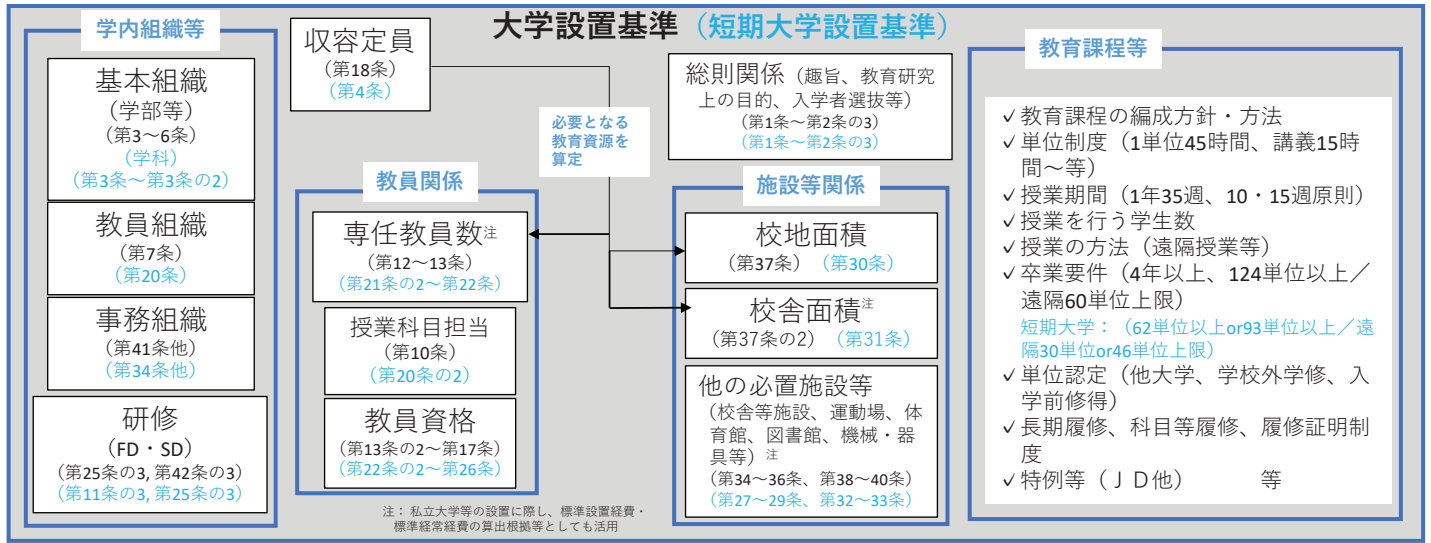 大学設置基準（短期大学設置基準）
学内組織等
基本組織
（学部等）
（第3～6条）
（学科）
（第3条～第3条の2）
教員組織
（第7条）
（第20条）
事務組織
（第41条他）
（第34条他）
研修
（FD・SD）
（第25条の3, 第42条の3）
（第11条の3, 第25条の3）
収容定員
（第18条）
（第4条）
必要となる
教育資源を
算定
総則関係（趣旨、教育研究
上の目的、入学者選抜等）
（第1条～第2条の3）
（第1条～第2条の3）
教員関係
専任教員数注
（第12～13条）
（第21条の2～第22条）
授業科目担当
（第10条）
（第20条の2）
教員資格
（第13条の2～第17条）
（第22条の2～第26条）
注： 私立大学等の設置に際し、標準設置経費・
標準経常経費の算出根拠等としても活用
施設等関係
校地面積
（第37条）（第30条）
校舎面積注
（第37条の2）（第31条）
他の必置施設等
（校舎等施設、運動場、体
育館、図書館、機械・器
具等）注
（第34～36条、第38～40条）
（第27～29条、第32～33条）
教育課程等
✓教育課程の編成方針・方法
✓単位制度（1単位45時間、講義15時
間～等）
✓授業期間（1年35週、10・15週原則）
✓授業を行う学生数
✓授業の方法（遠隔授業等）
✓卒業要件（4年以上、124単位以上／
遠隔60単位上限）
短期大学：（62単位以上or93単位以上／遠
隔30単位or46単位上限）
✓単位認定（他大学、学校外学修、入
学前修得）
✓長期履修、科目等履修、履修証明制
度
✓特例等（ＪＤ他）　　等